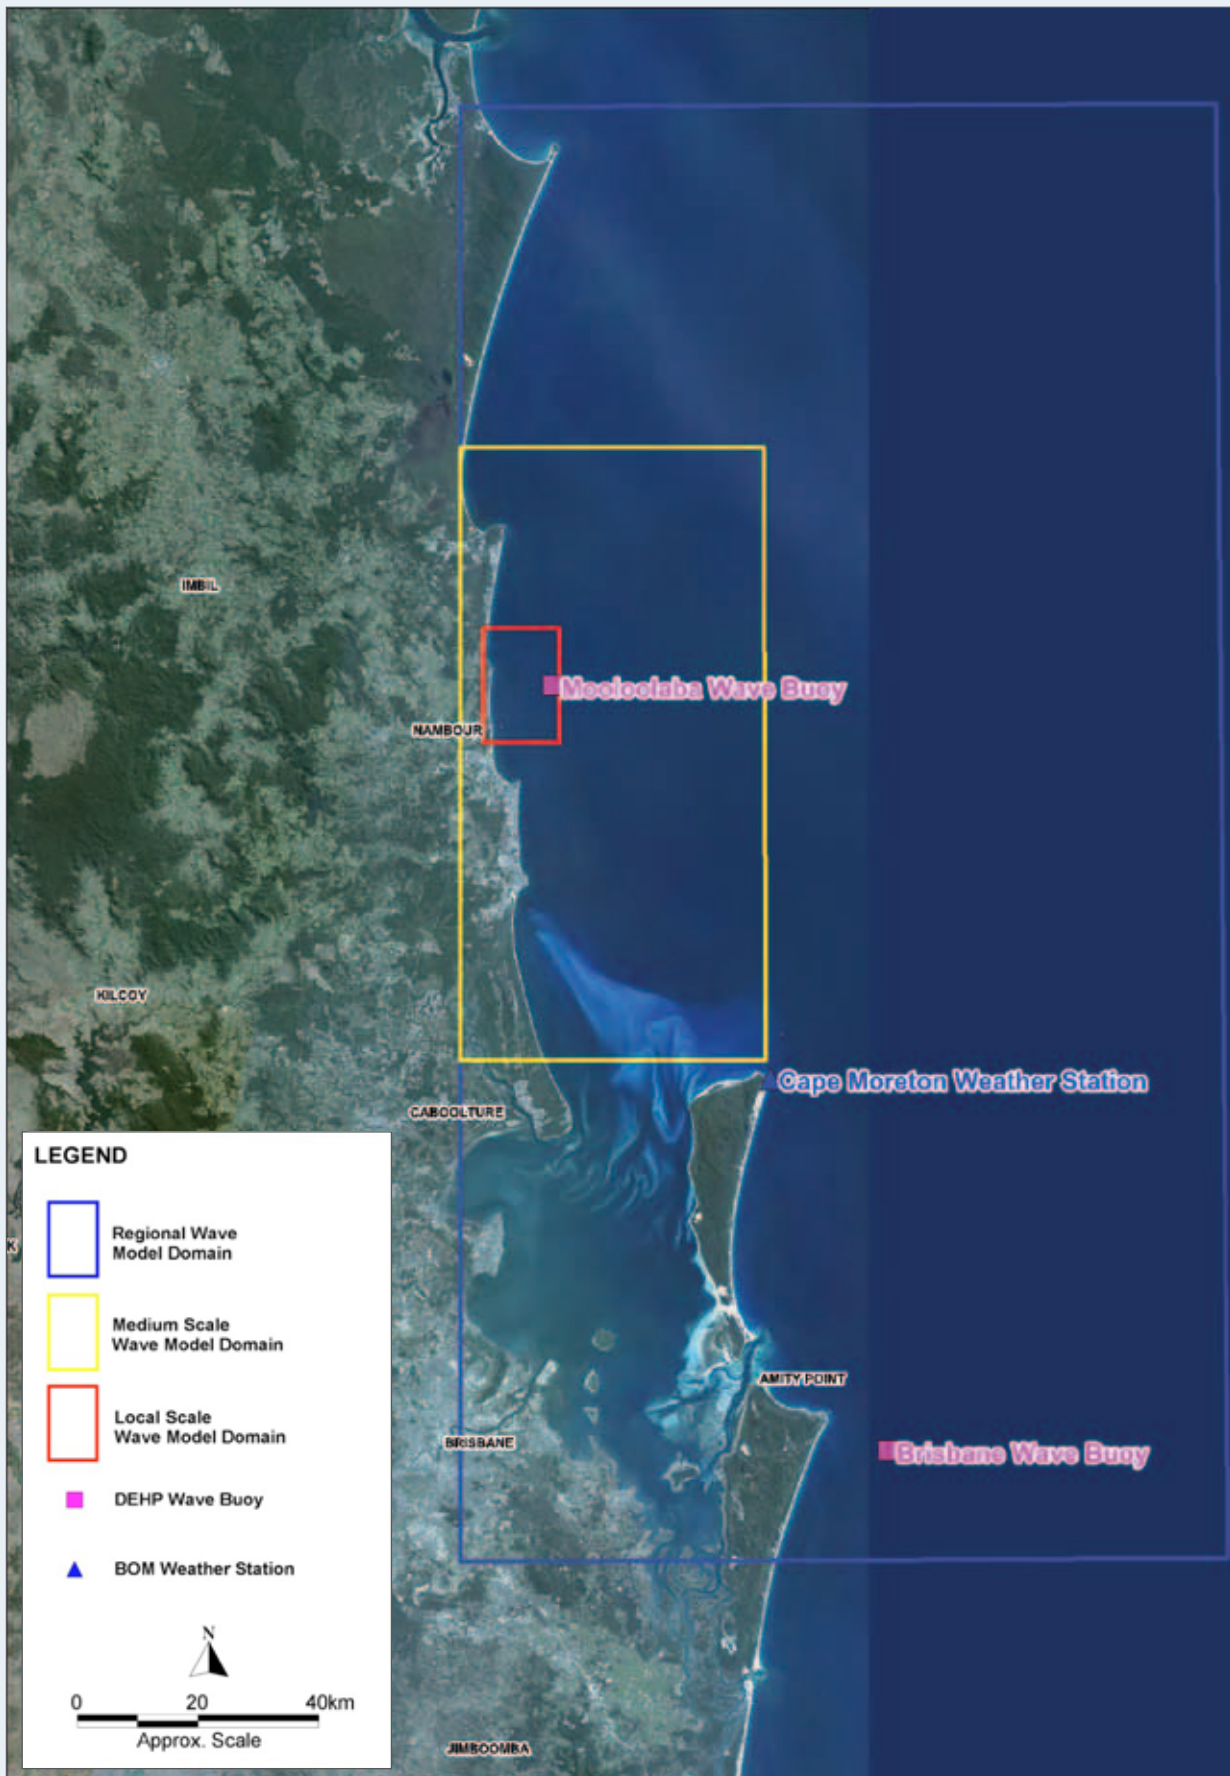 IMBIL
Mooloolaba Wave Buoy
NAMBOUR
KILCOY
Cape Moreton Weather Station
CABOOLTURE
LEGEND
Regional Wave
Model Domain
Medium Scale
Wave Model Domain
Local Scale
Wave Model Domain
DEHP Wave Buoy
BOM Weather Station
N
0 20 40km
Approx. Scale
K
AMITY POINT
BRISBANE
Brisbane Wave Buoy
JIMBOOMBA